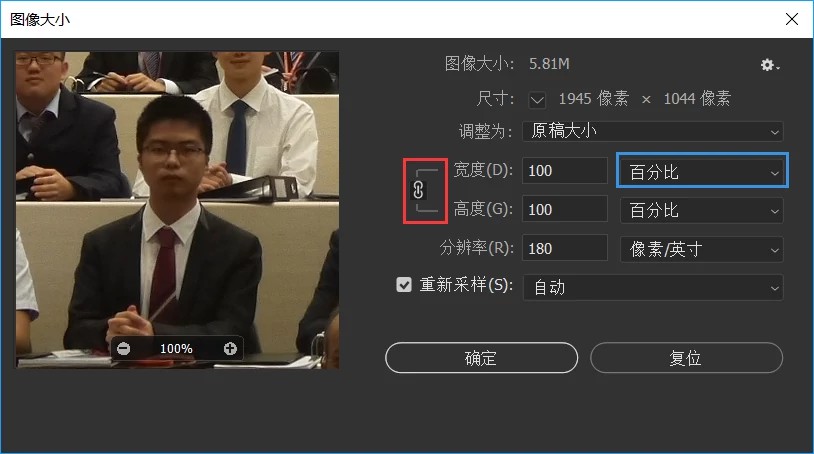 图像大小
图像大小: 5.81M
尺寸: 1945 像素 × 1044 像素
调整为: 原稿大小
宽度(D): 100 百分比
高度(G): 100 百分比
分辨率(R): 180 像素/英寸
重新采样(S): 自动
100%
确定 复位